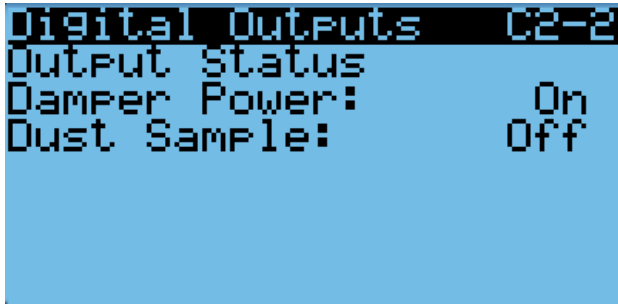 Digital Outputs C2-2
Output Status
Damper Power: On
Dust Sample: Off